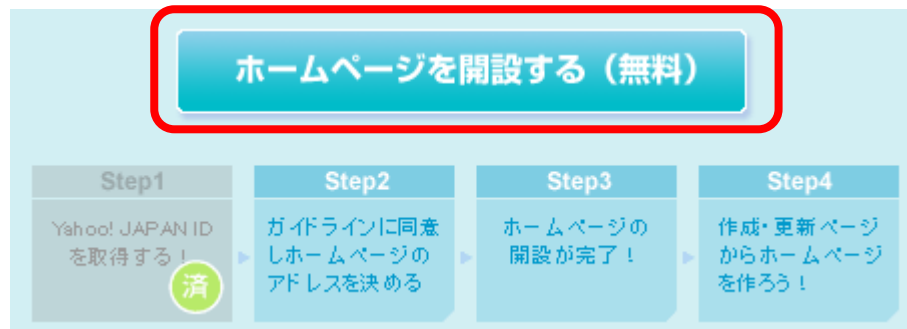 ホームページを開設する（無料）
Step1
Yahoo! JAPAN ID
を取得する！
済
Step2
ガイドラインに同意
しホームページの
アドレスを決める
Step3
ホームページの
開設が完了！
Step4
作成・更新ページ
からホームページ
を作ろう！